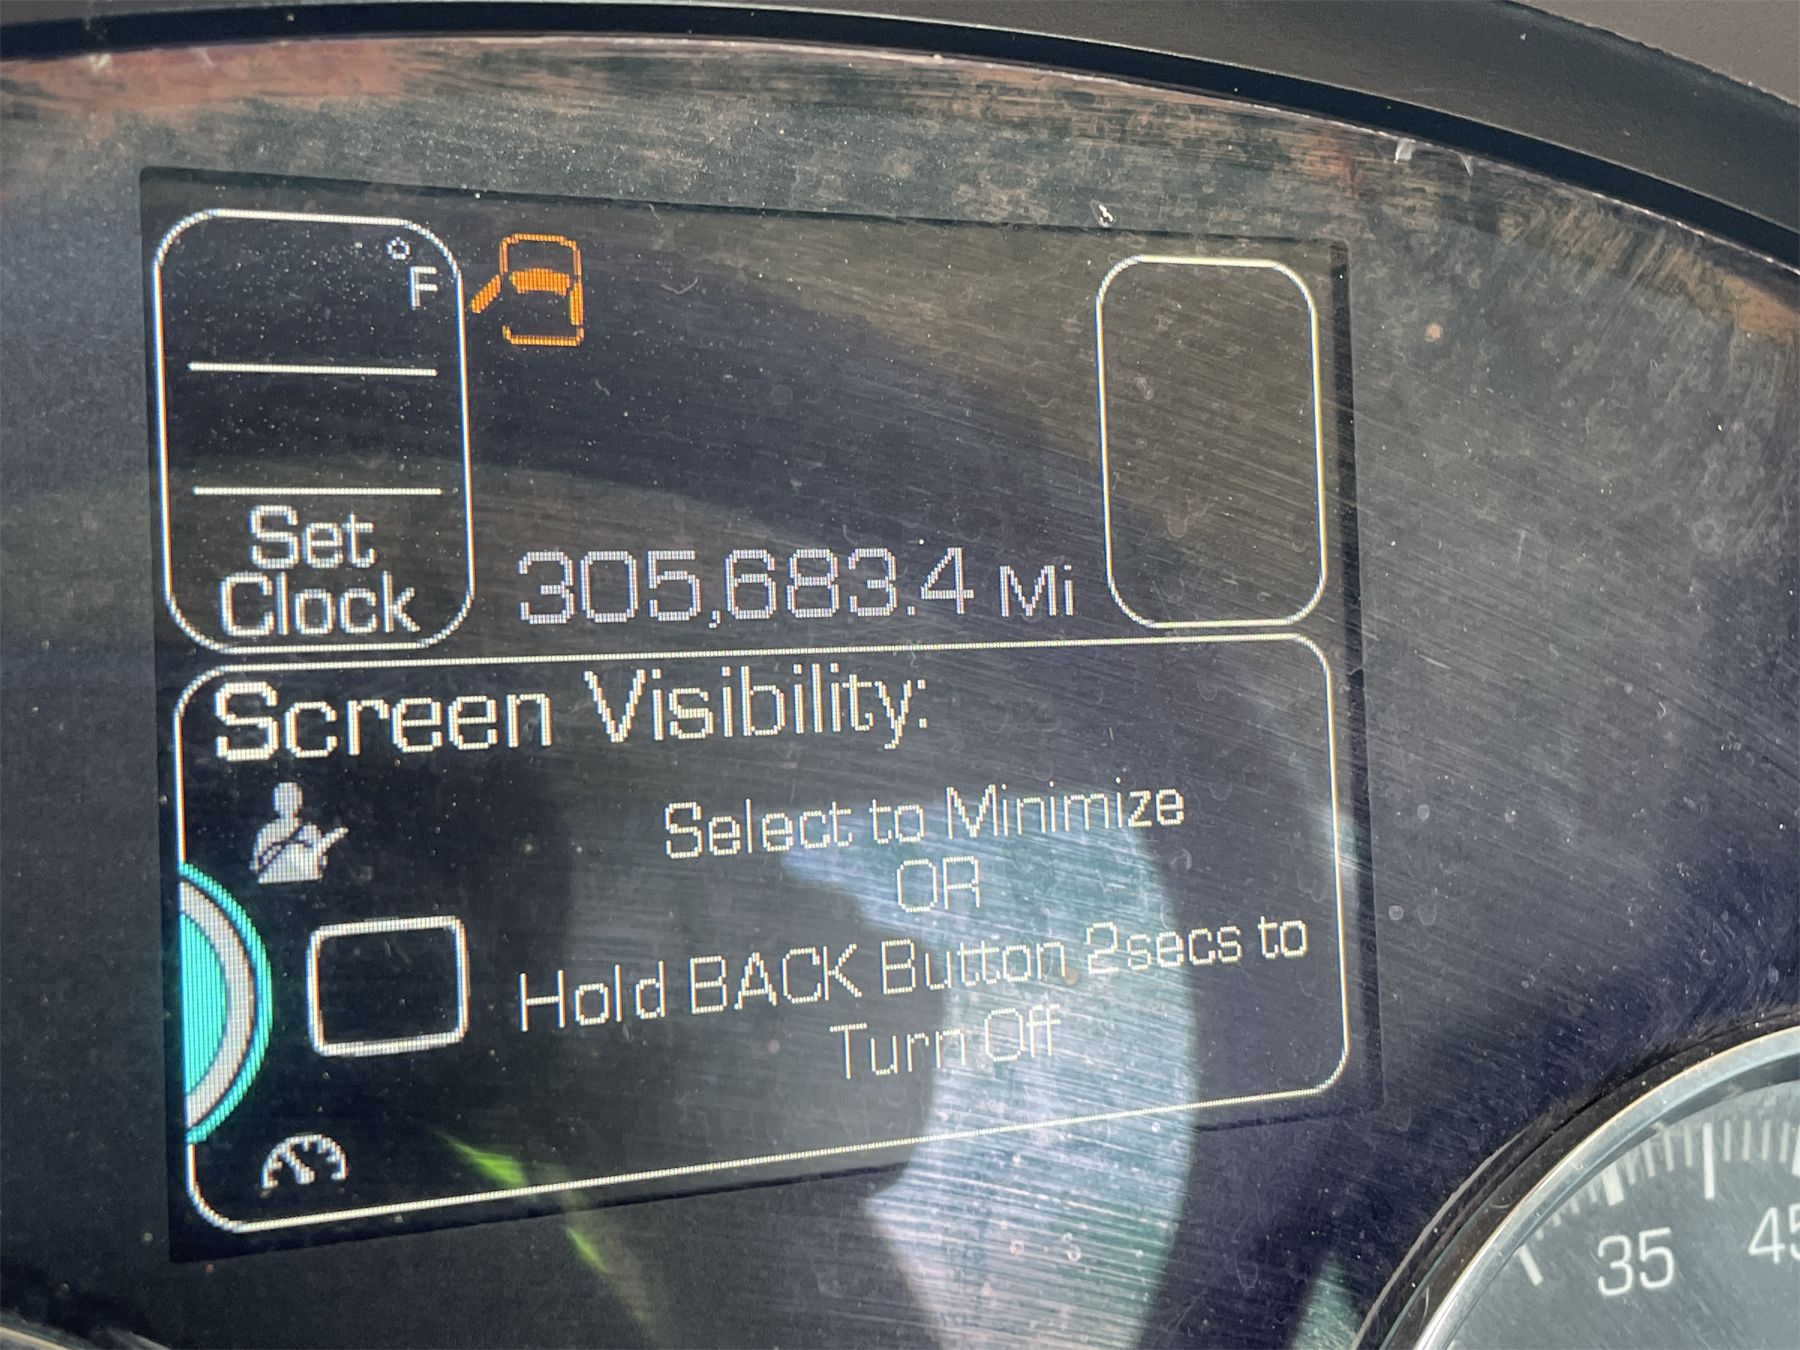 °F
Set
Clock
305,683.4 Mi
Screen Visibility:
Select to Minimize
OR
Hold BACK Button 2secs to
Turn Off
35
45